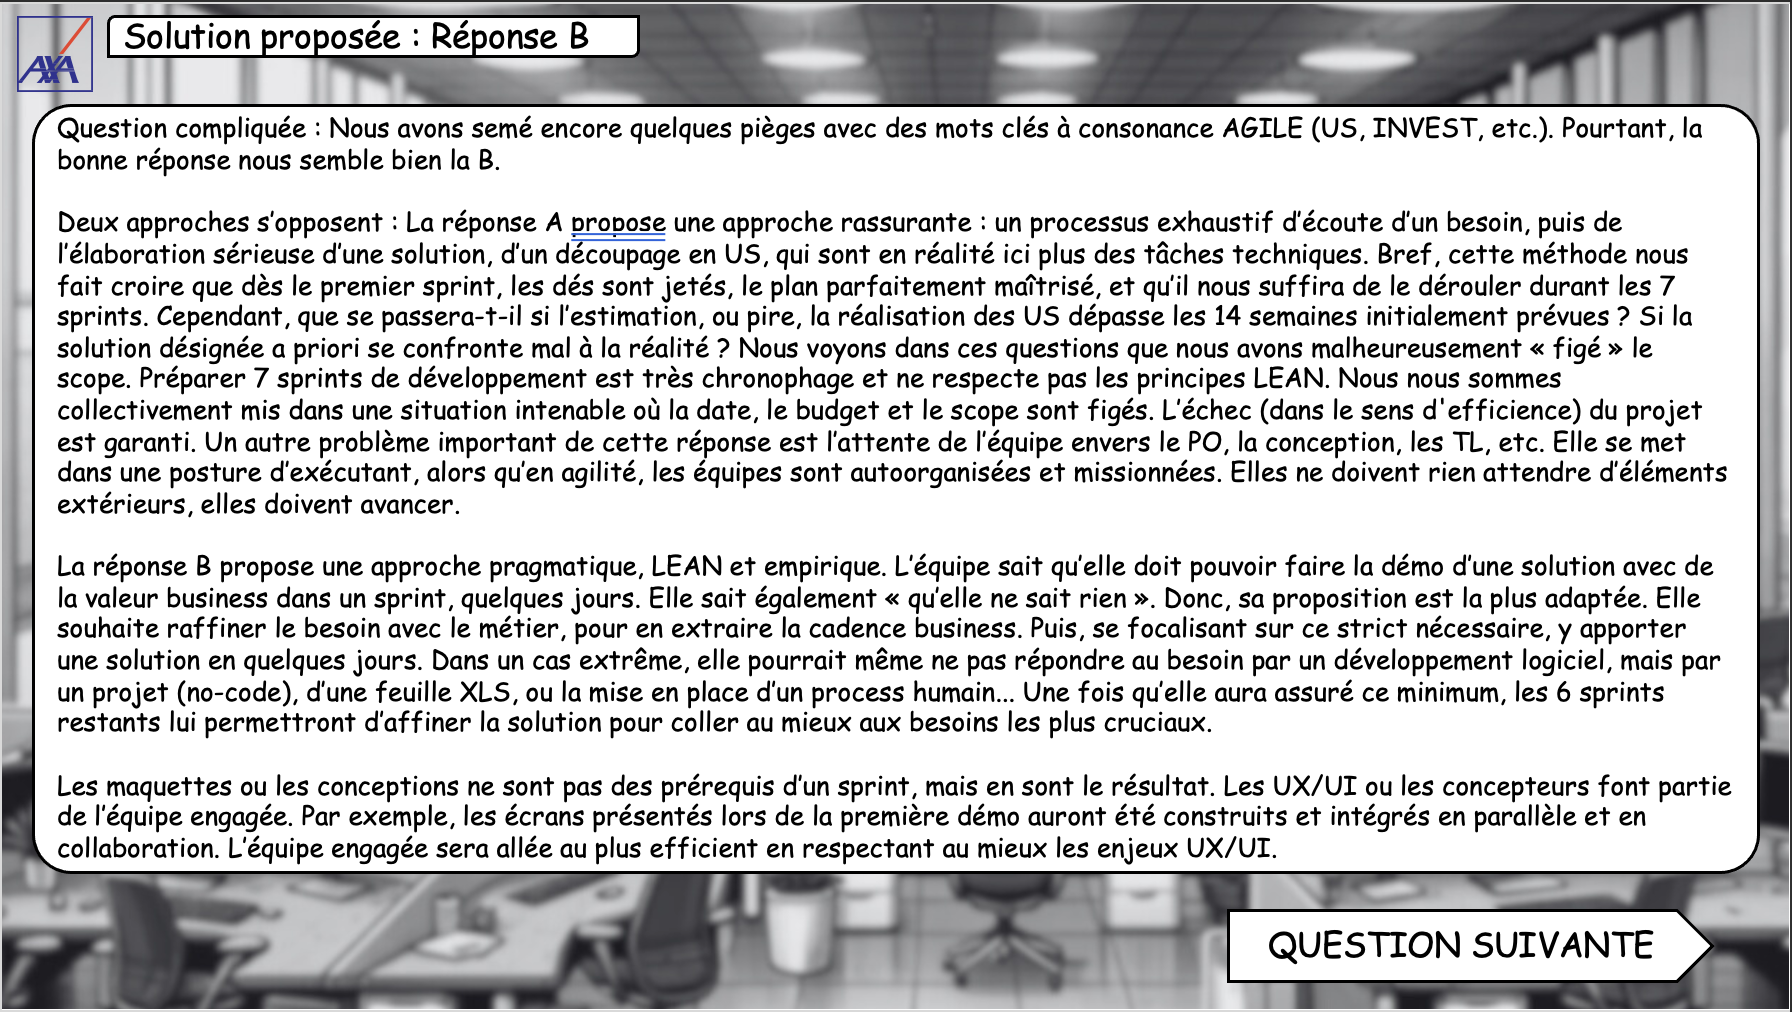 AXA
Solution proposée : Réponse B
Question compliquée : Nous avons semé encore quelques pièges avec des mots clés à consonance AGILE (US, INVEST, etc.). Pourtant, la
bonne réponse nous semble bien la B.
Deux approches s’opposent : La réponse A propose une approche rassurante : un processus exhaustif d’écoute d’un besoin, puis de
l’élaboration sérieuse d’une solution, d’un découpage en US, qui sont en réalité ici plus des tâches techniques. Bref, cette méthode nous
fait croire que dès le premier sprint, les dés sont jetés, le plan parfaitement maîtrisé, et qu’il nous suffira de le dérouler durant les 7
sprints. Cependant, que se passera-t-il si l’estimation, ou pire, la réalisation des US dépasse les 14 semaines initialement prévues ? Si la
solution désignée a priori se confronte mal à la réalité ? Nous voyons dans ces questions que nous avons malheureusement « figé » le
scope. Préparer 7 sprints de développement est très chronophage et ne respecte pas les principes LEAN. Nous nous sommes
collectivement mis dans une situation intenable où la date, le budget et le scope sont figés. L’échec (dans le sens d'efficience) du projet
est garanti. Un autre problème important de cette réponse est l’attente de l’équipe envers le PO, la conception, les TL, etc. Elle se met
dans une posture d’exécutant, alors qu’en agilité, les équipes sont autoorganisées et missionnées. Elles ne doivent rien attendre d’éléments
extérieurs, elles doivent avancer.
La réponse B propose une approche pragmatique, LEAN et empirique. L’équipe sait qu’elle doit pouvoir faire la démo d’une solution avec de
la valeur business dans un sprint, quelques jours. Elle sait également « qu’elle ne sait rien ». Donc, sa proposition est la plus adaptée. Elle
souhaite raffiner le besoin avec le métier, pour en extraire la cadence business. Puis, se focalisant sur ce strict nécessaire, y apporter
une solution en quelques jours. Dans un cas extrême, elle pourrait même ne pas répondre au besoin par un développement logiciel, mais par
un projet (no-code), d’une feuille XLS, ou la mise en place d’un process humain... Une fois qu’elle aura assuré ce minimum, les 6 sprints
restants lui permettront d’affiner la solution pour coller au mieux aux besoins les plus cruciaux.
Les maquettes ou les conceptions ne sont pas des prérequis d’un sprint, mais en sont le résultat. Les UX/UI ou les concepteurs font partie
de l’équipe engagée. Par exemple, les écrans présentés lors de la première démo auront été construits et intégrés en parallèle et en
collaboration. L’équipe engagée sera allée au plus efficient en respectant au mieux les enjeux UX/UI.
QUESTION SUIVANTE